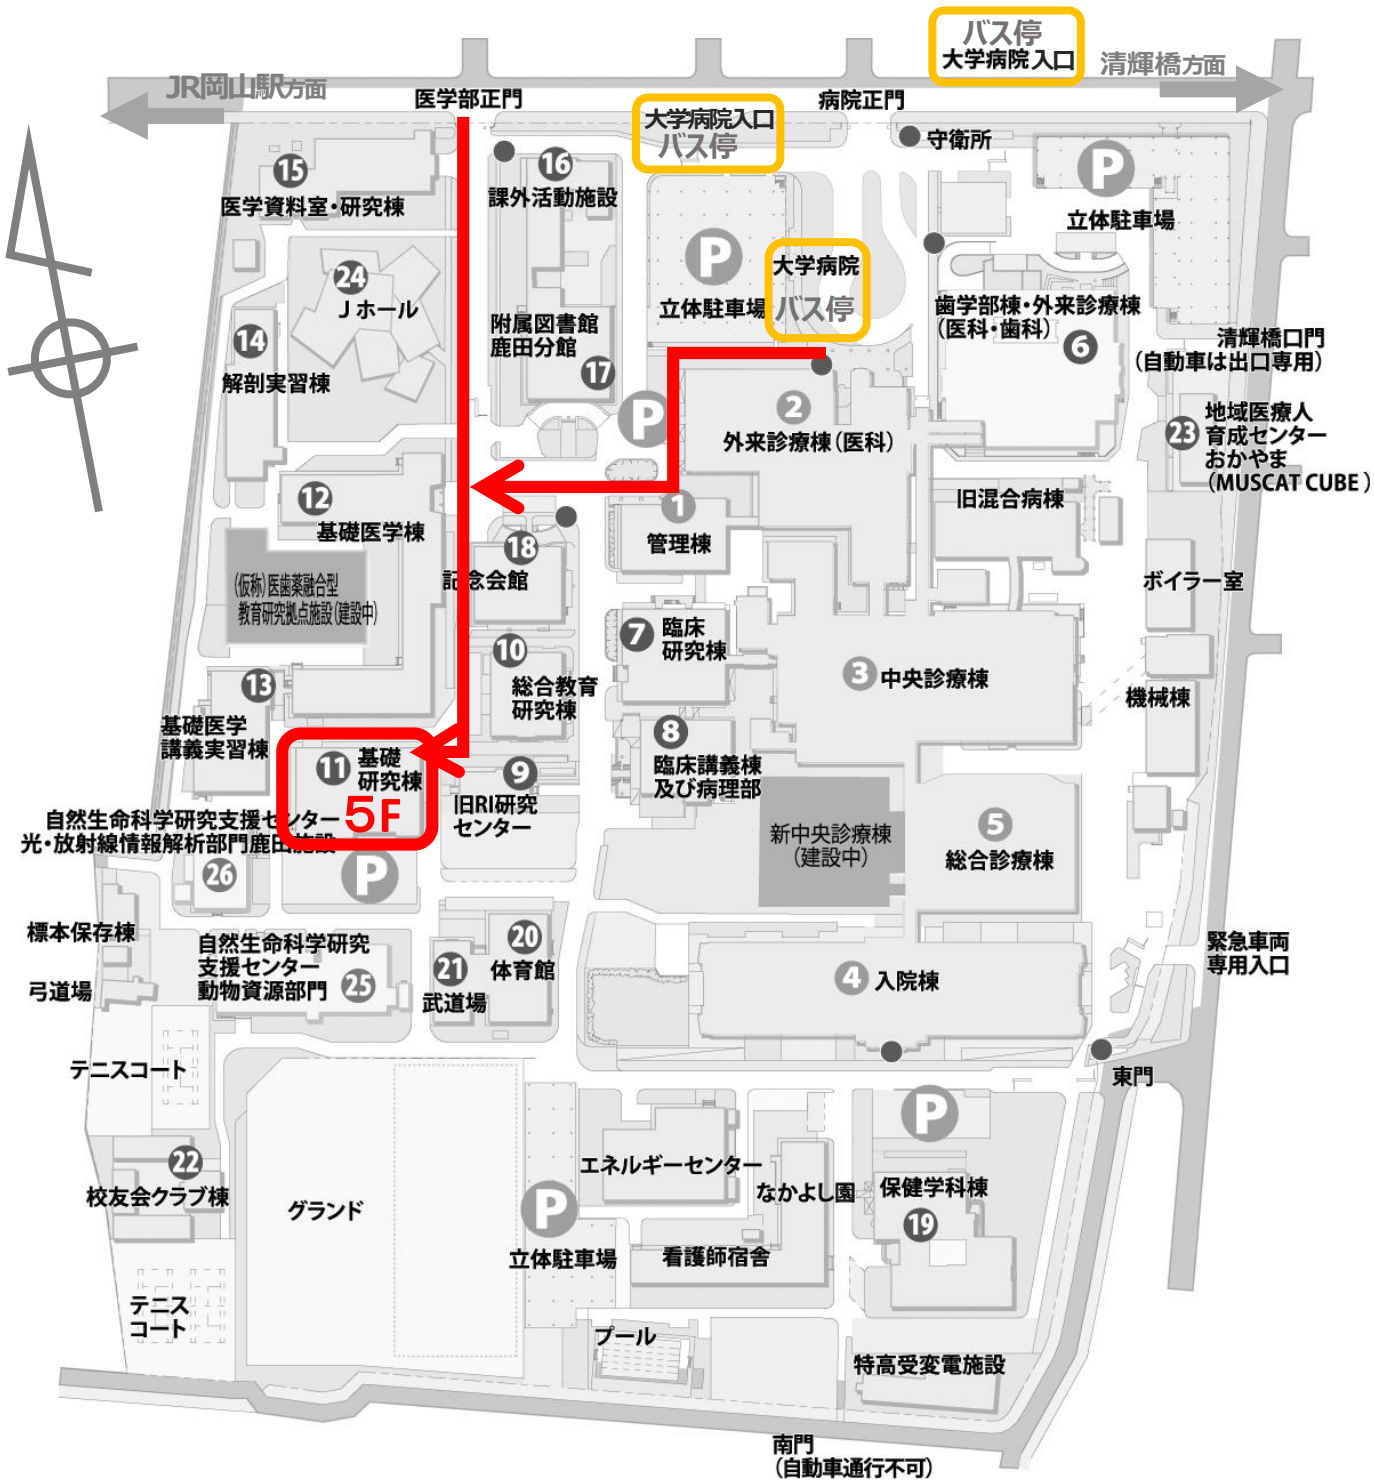 バス停
大学病院入口
清輝橋方面
JR岡山駅方面
医学部正門
大学病院入口
バス停
病院正門
守衛所
15
医学資料室・研究棟
16
課外活動施設
P
立体駐車場
P
立体駐車場
大学病院
バス停
24
Jホール
14
解剖実習棟
附属図書館
鹿田分館
17
歯学部棟・外来診療棟
(医科・歯科)
6
清輝橋口門
(自動車は出口専用)
P
2
外来診療棟(医科)
23
地域医療人
育成センター
おかやま
(MUSCAT CUBE)
12
基礎医学棟
1
管理棟
旧混合病棟
18
記念会館
(仮称)医歯薬融合型
教育研究拠点施設(建設中)
ボイラー室
7
臨床
研究棟
10
総合教育
研究棟
3
中央診療棟
13
基礎医学
講義実習棟
機械棟
8
臨床講義棟
及び病理部
11
基礎
研究棟
5F
9
旧RI研究
センター
自然生命科学研究支援センター
光・放射線情報解析部門鹿田施設
26
P
新中央診療棟
(建設中)
5
総合診療棟
標本保存棟
弓道場
自然生命科学研究
支援センター
動物資源部門
25
20
体育館
21
武道場
4
入院棟
緊急車両
専用入口
テニスコート
東門
P
22
校友会クラブ棟
グランド
エネルギーセンター
なかよし園
保健学科棟
19
P
立体駐車場
看護師宿舎
テニス
コート
プール
特高受変電施設
南門
(自動車通行不可)